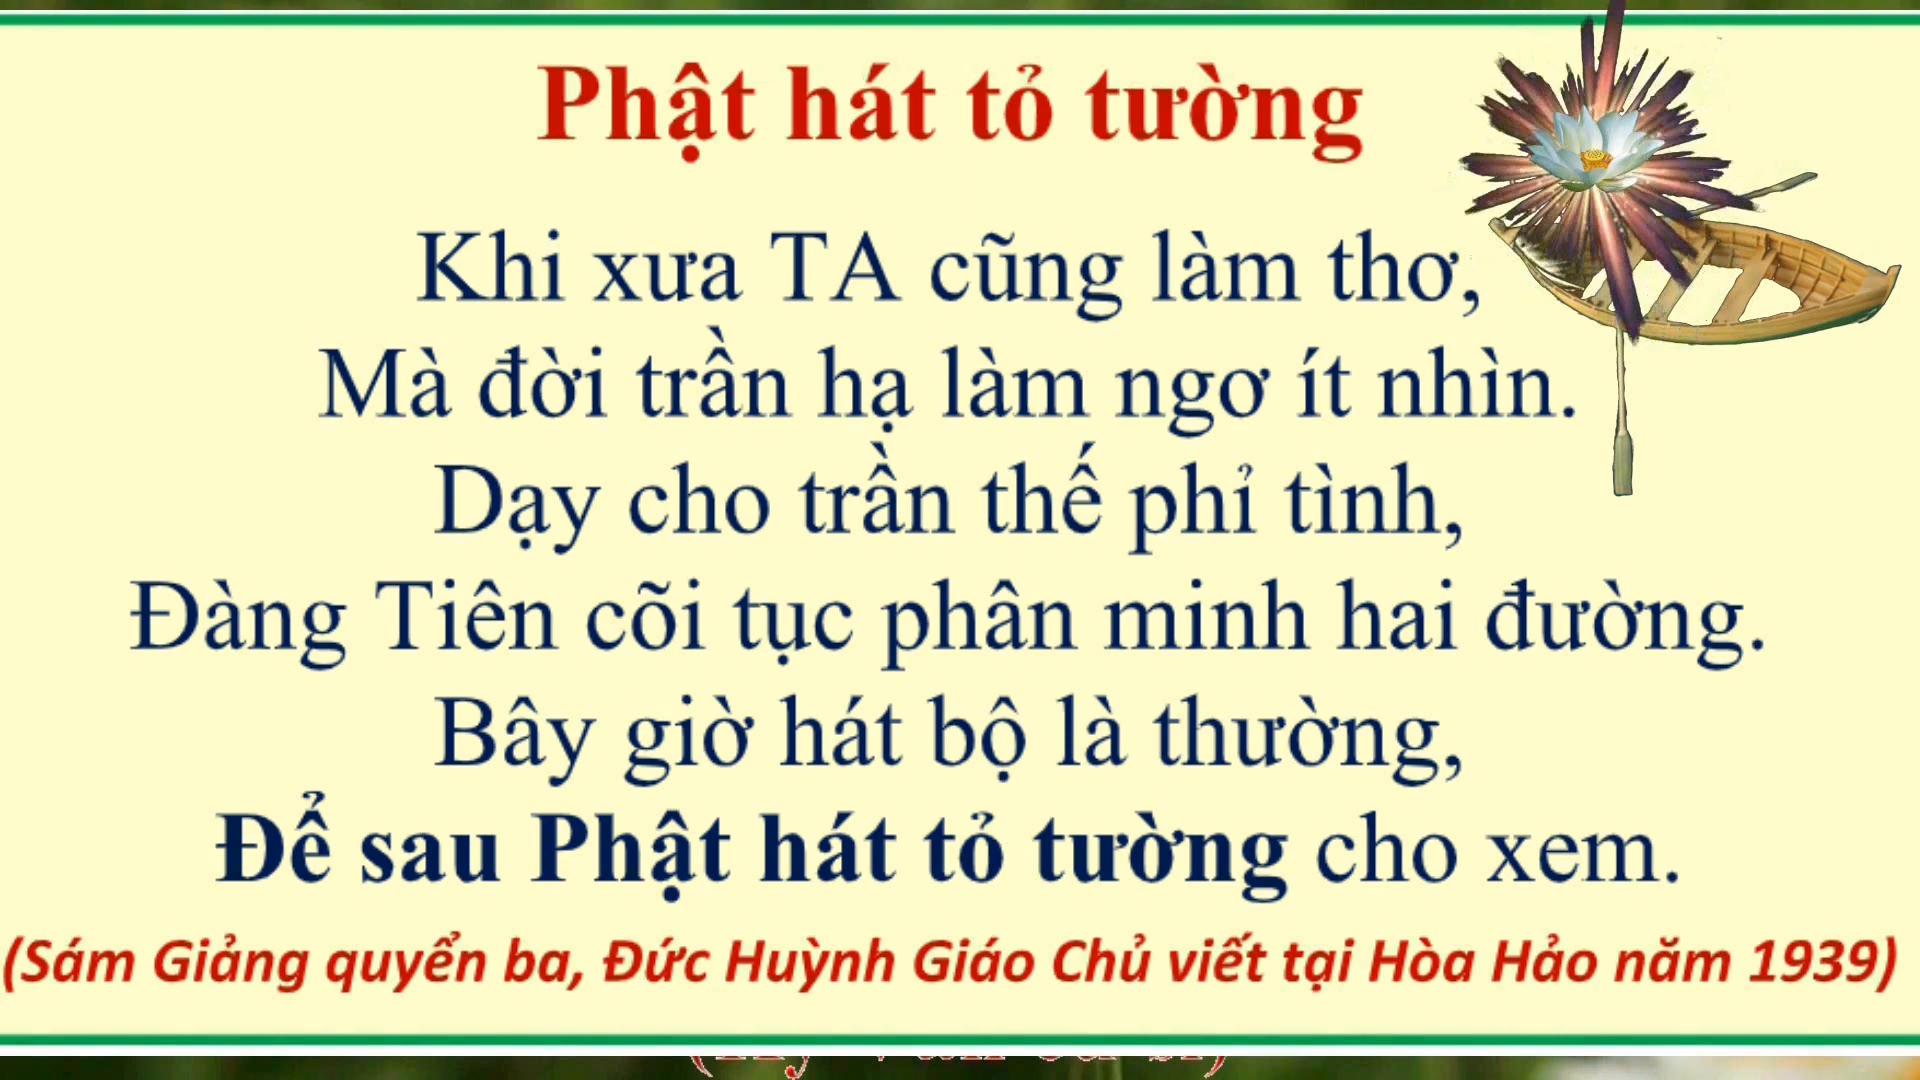 Phật hát tỏ tường
Khi xưa TA cũng làm thơ,
Mà đời trần hạ làm ngơ ít nhìn.
Dạy cho trần thế phỉ tình,
Đàng Tiên cõi tục phân minh hai đường.
Bây giờ hát bộ là thường,
Để sau Phật hát tỏ tường cho xem.
(Sám Giảng quyển ba, Đức Huỳnh Giáo Chủ viết tại Hòa Hảo năm 1939)